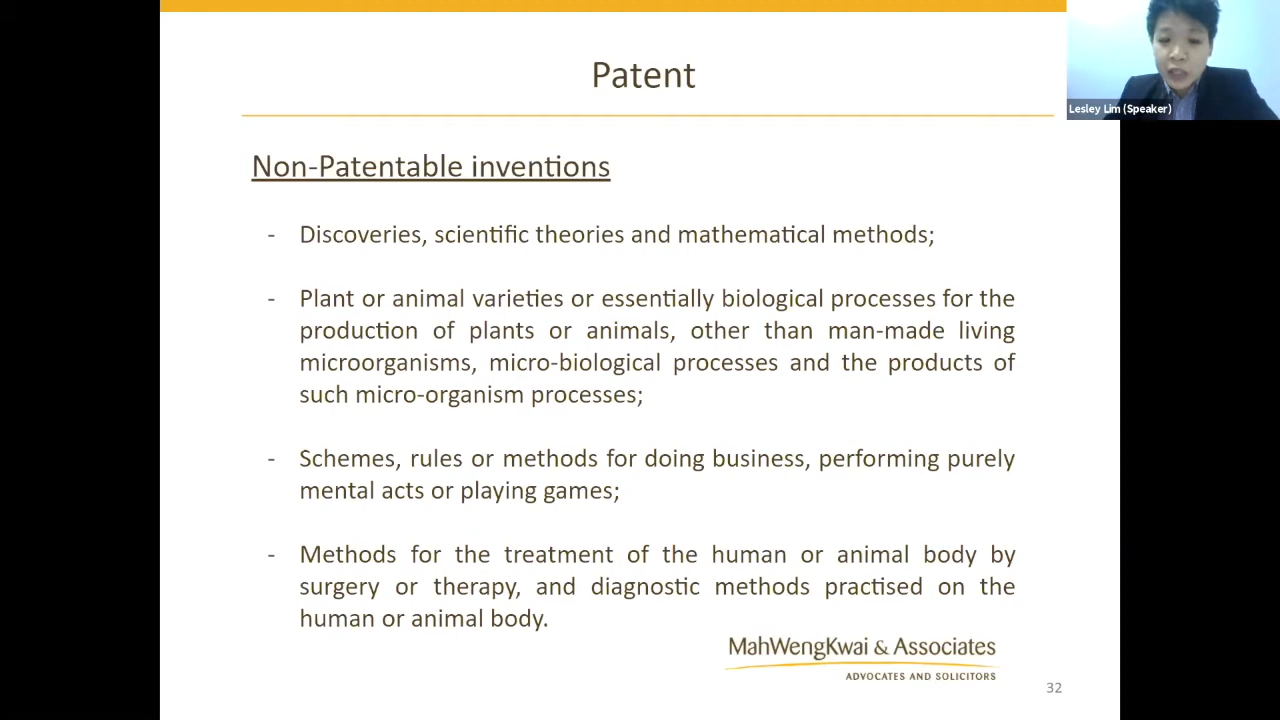 Patent
Lesley Lim (Speaker)
Non-Patentable inventions
- Discoveries, scientific theories and mathematical methods;
- Plant or animal varieties or essentially biological processes for the
production of plants or animals, other than man-made living
microorganisms, micro-biological processes and the products of
such micro-organism processes;
- Schemes, rules or methods for doing business, performing purely
mental acts or playing games;
- Methods for the treatment of the human or animal body by
surgery or therapy, and diagnostic methods practised on the
human or animal body.
MahWengKwai & Associates
ADVOCATES AND SOLICITORS
32